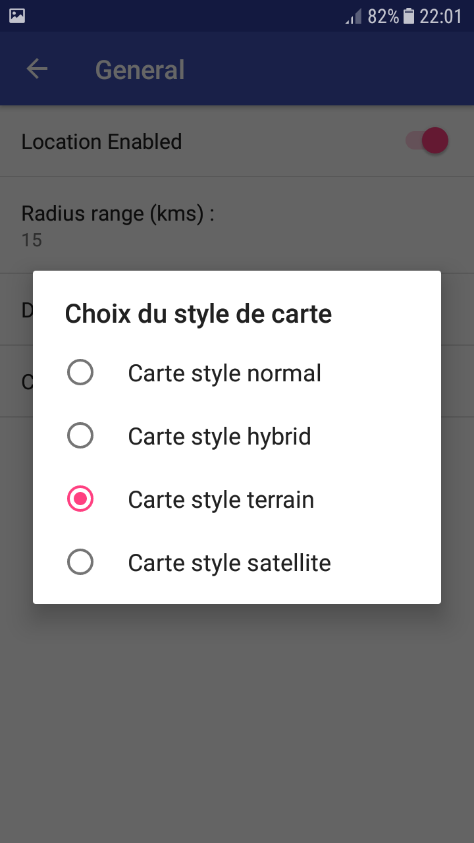 82% 22:01
General
Location Enabled
Radius range (kms) :
15
Choix du style de carte
Carte style normal
Carte style hybrid
Carte style terrain
Carte style satellite